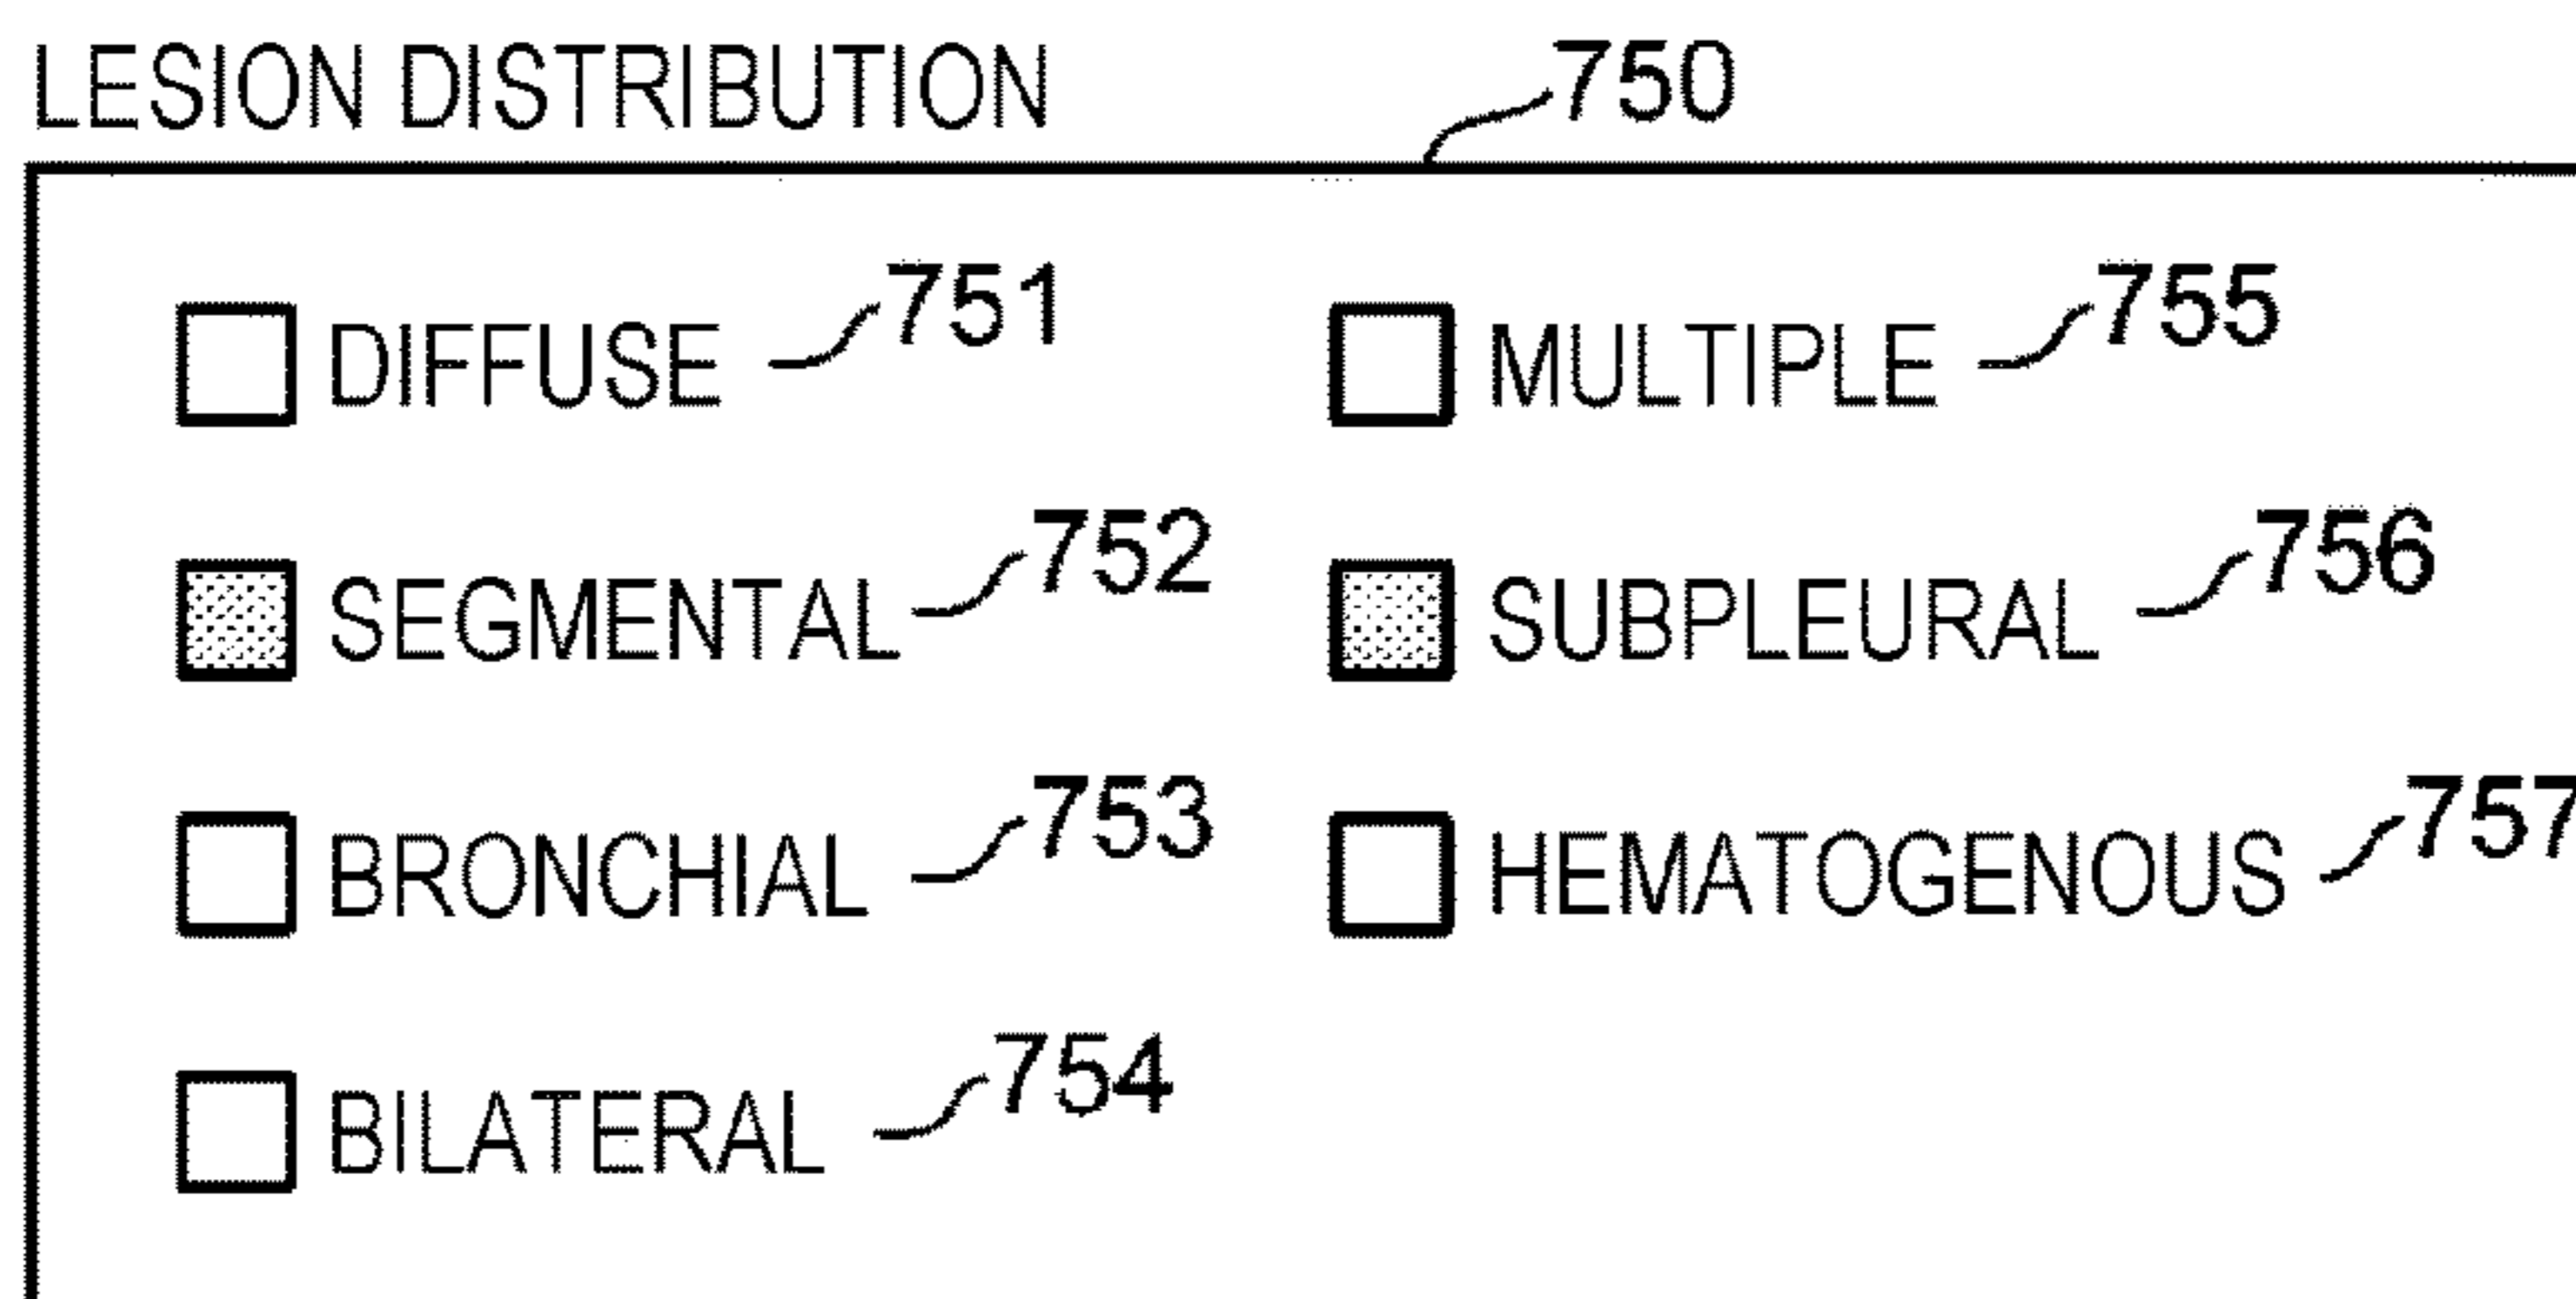 LESION DISTRIBUTION 750
DIFFUSE 751 MULTIPLE 755
SEGMENTAL 752 SUBPLEURAL 756
BRONCHIAL 753 HEMATOGENOUS 757
BILATERAL 754